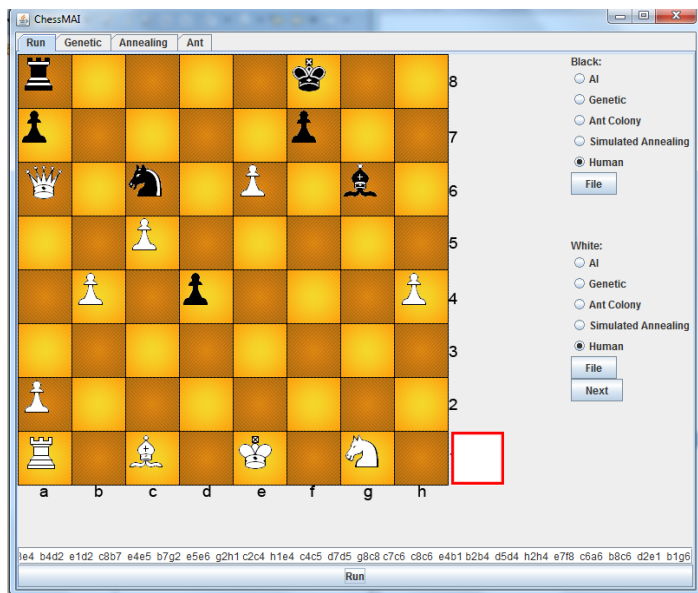 ChessMAI
Run Genetic Annealing Ant
8
7
6
5
4
3
2
a b c d e f g h
Black:
AI
Genetic
Ant Colony
Simulated Annealing
Human
File
White:
AI
Genetic
Ant Colony
Simulated Annealing
Human
File
Next
e4 b4d2 e1d2 c8b7 e4e5 b7g2 e5e6 g2h1 c2c4 h1e4 c4c5 d7d5 g8c8 c7c6 c8c6 e4b1 b2b4 d5d4 h2h4 e7f8 c6a6 b8c6 d2e1 b1g6
Run